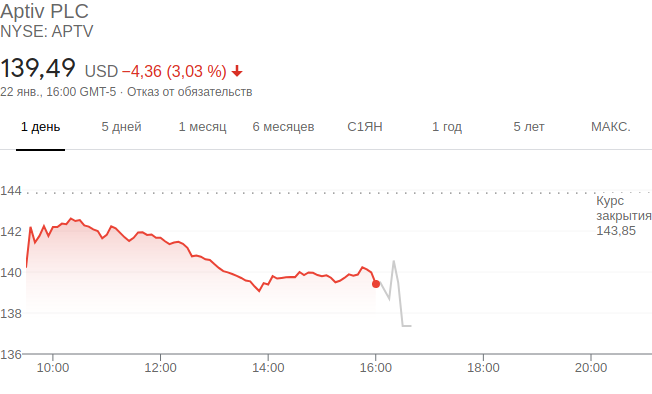 Aptiv PLC
NYSE: APTV
139,49 USD −4,36 (3,03 %)
22 янв., 16:00 GMT-5 · Отказ от обязательств
1 день 5 дней 1 месяц 6 месяцев С1ЯН 1 год 5 лет МАКС.
144
Курс
закрытия
143,85
142
140
138
136
10:00 12:00 14:00 16:00 18:00 20:00